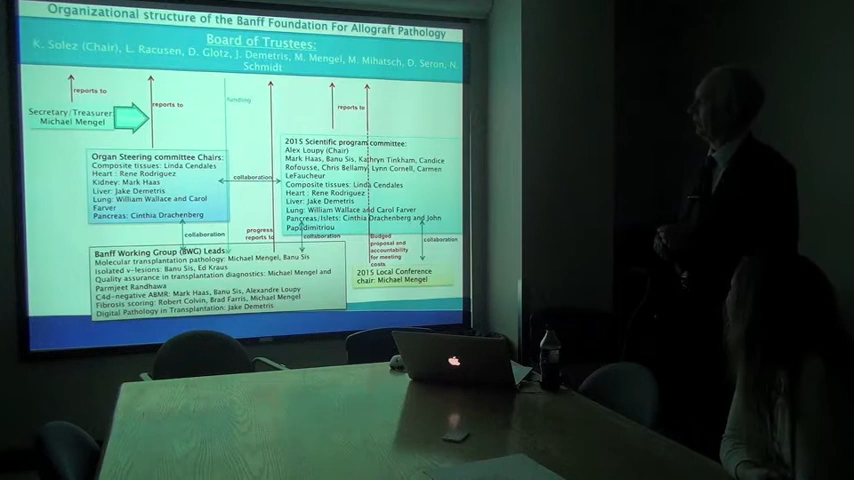 Organizational structure of the Banff Foundation For Allograft Pathology
Board of Trustees:
K. Solez (Chair), L. Racusen, D. Glotz, J. Demetris, M. Mengel, M. Mihatsch, D. Seron, N.
Schmidt
reports to
reports to
funding
reports to
Secretary/Treasurer
Michael Mengel
Organ Steering committee Chairs:
Composite tissues: Linda Cendales
Heart : Rene Rodriguez
Kidney: Mark Haas
Liver: Jake Demetris
Lung: William Wallace and Carol
Farver
Pancreas: Cinthia Drachenberg
collaboration
2015 Scientific program committee:
Alex Loupy (Chair)
Mark Haas, Banu Sis, Kathryn Tinkham, Candice
Rofousse, Chris Bellamy, Lynn Cornell, Carmen
LeFaucheur
Composite tissues: Linda Cendales
Heart : Rene Rodriguez
Liver: Jake Demetris
Lung: William Wallace and Carol Farver
Pancreas/Islets: Cinthia Drachenberg and John
Papadimitriou
collaboration
progress
reports to
collaboration
Budged
proposal and
accountability
for meeting
costs
collaboration
Banff Working Group (BWG) Leads:
Molecular transplantation pathology: Michael Mengel, Banu Sis
Isolated v-lesions: Banu Sis, Ed Kraus
Quality assurance in transplantation diagnostics: Michael Mengel and
Parmjeet Randhawa
C4d-negative ABMR: Mark Haas, Banu Sis, Alexandre Loupy
Fibrosis scoring: Robert Colvin, Brad Farris, Michael Mengel
Digital Pathology in Transplantation: Jake Demetris
2015 Local Conference
chair: Michael Mengel